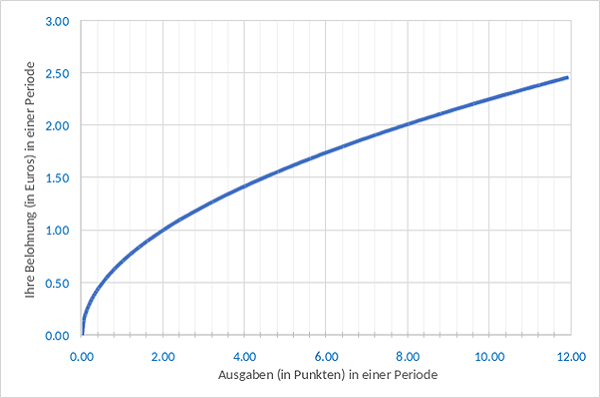 3.00
2.50
2.00
1.50
1.00
0.50
0.00
Ihre Belohnung (in Euros) in einer Periode
0.00 2.00 4.00 6.00 8.00 10.00 12.00
Ausgaben (in Punkten) in einer Periode